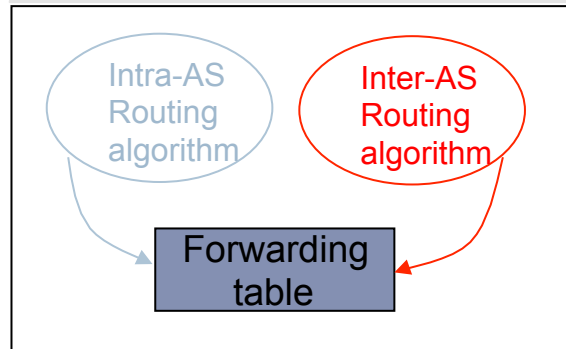 Intra-AS
Routing
algorithm
Inter-AS
Routing
algorithm
Forwarding
table